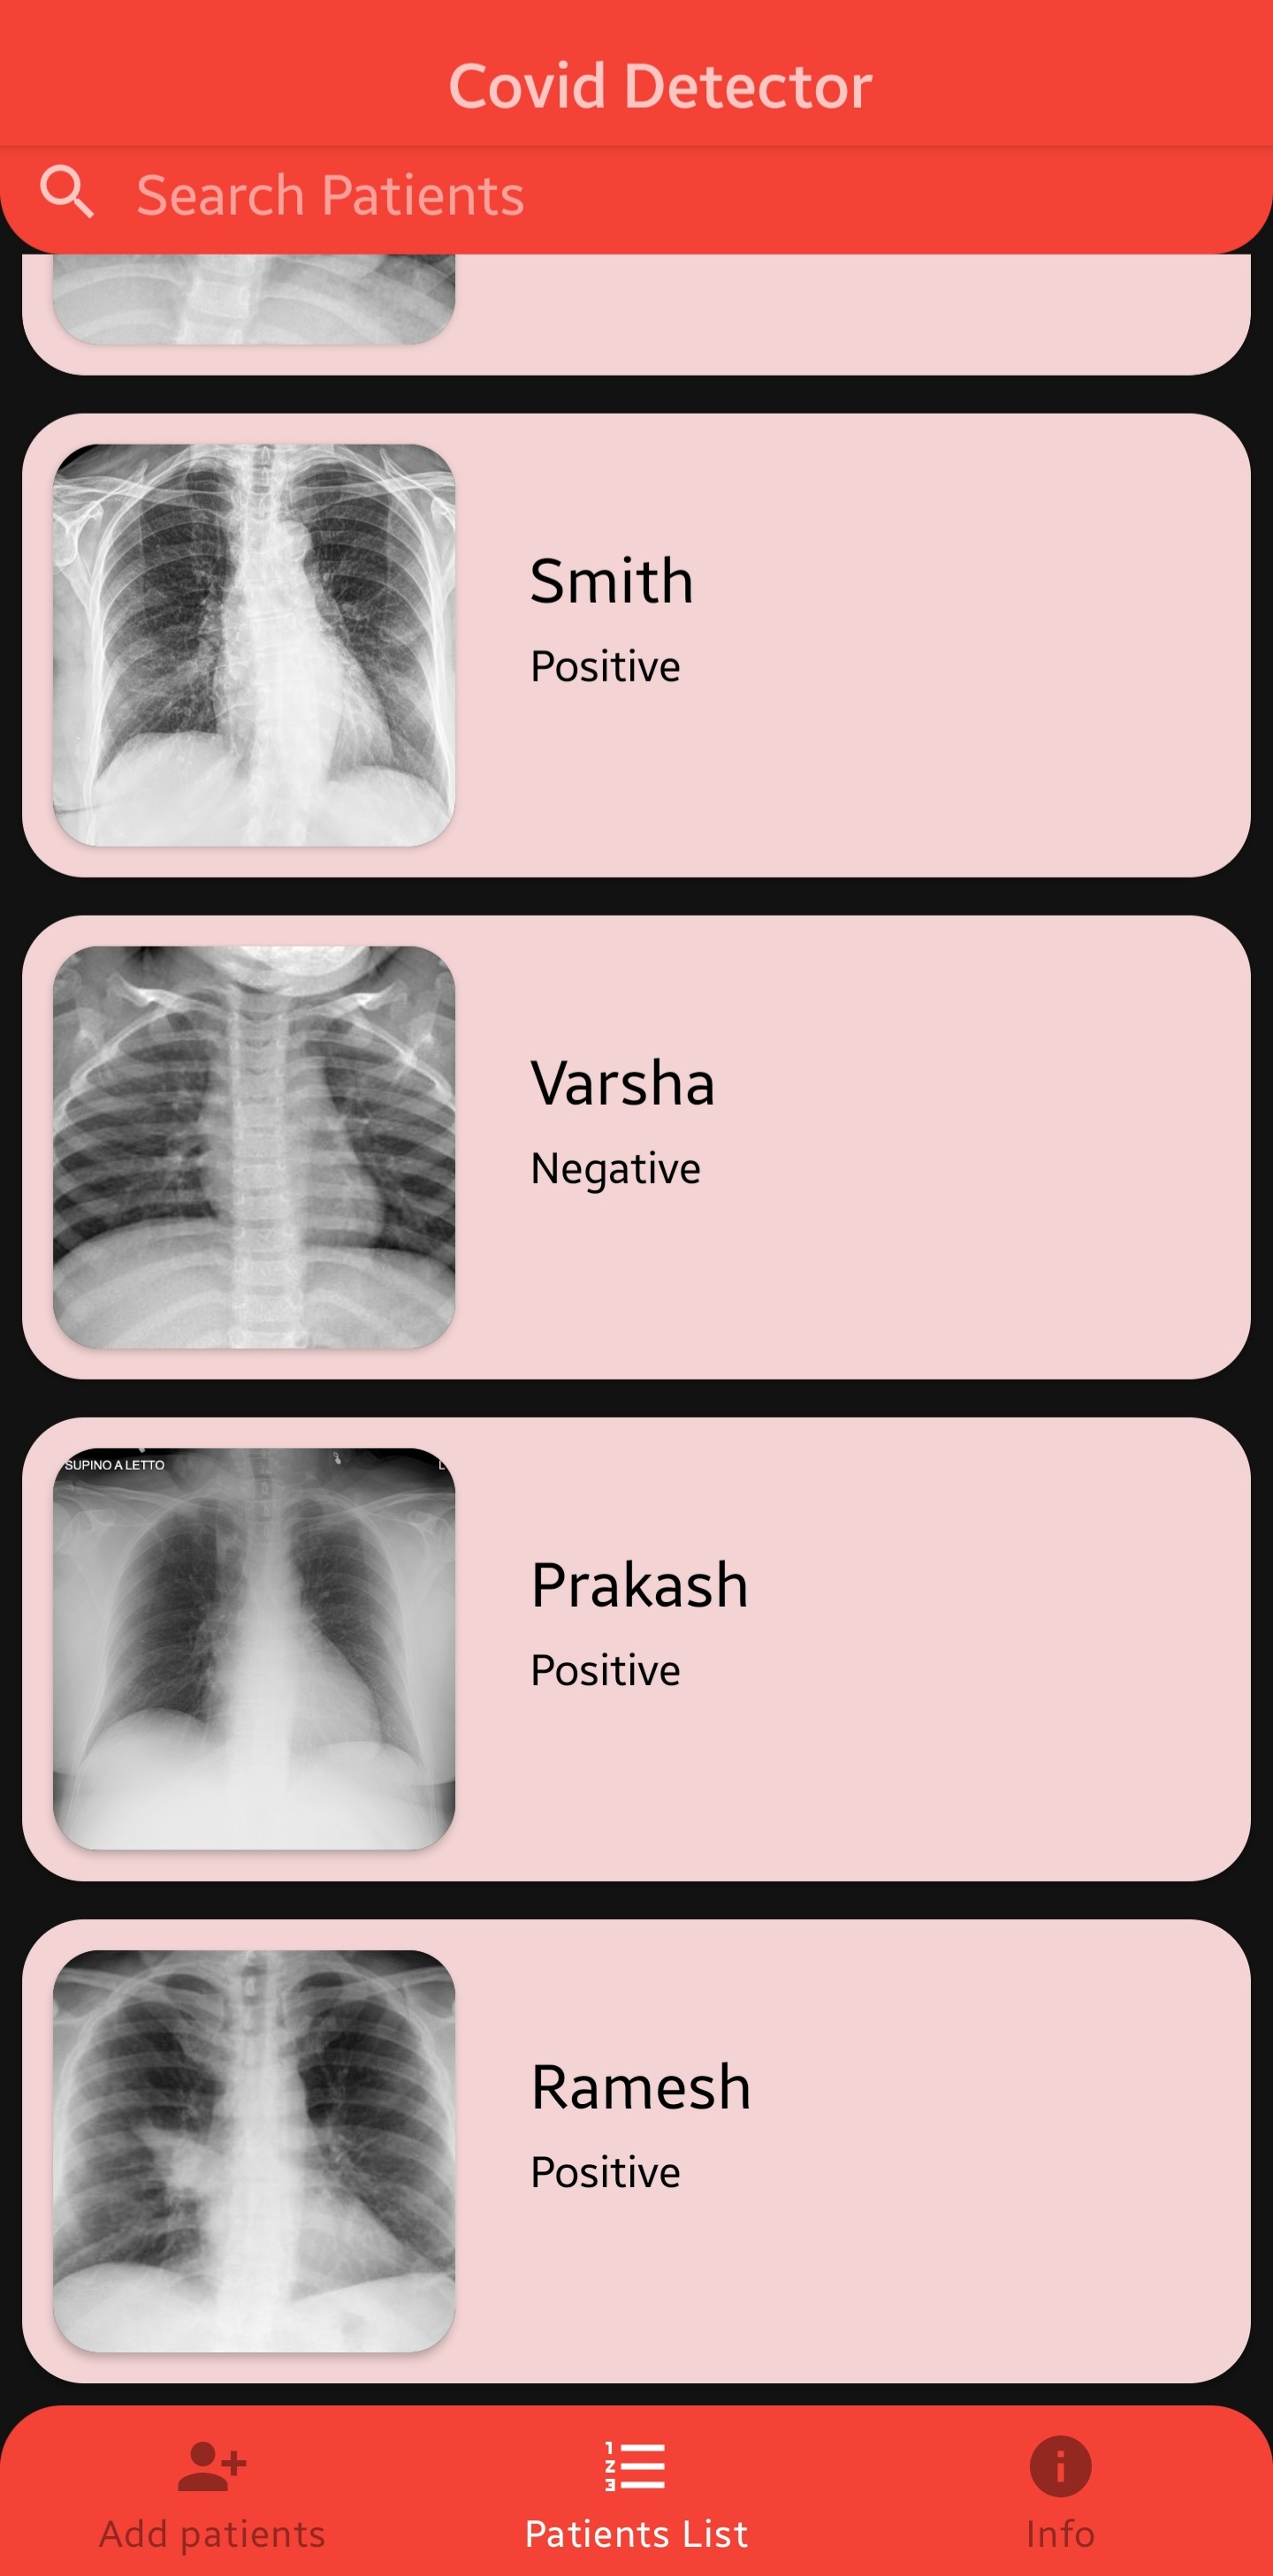 Covid Detector
Search Patients
Smith
Positive
Varsha
Negative
SUPINO A LETTO
L
Prakash
Positive
Ramesh
Positive
Add patients
Patients List
Info